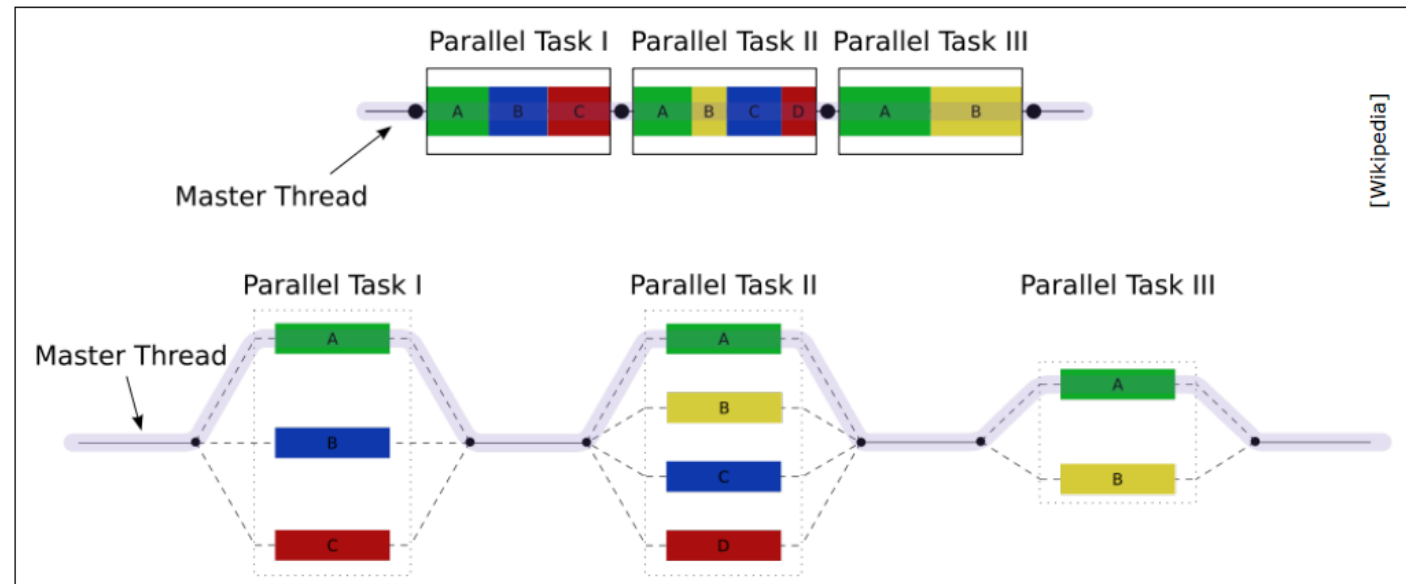 Parallel Task I Parallel Task II Parallel Task III
A B C A B C D A B
[Wikipedia]
Master Thread
Parallel Task I Parallel Task II Parallel Task III
Master Thread
A A
A
B
B
C
B
C D